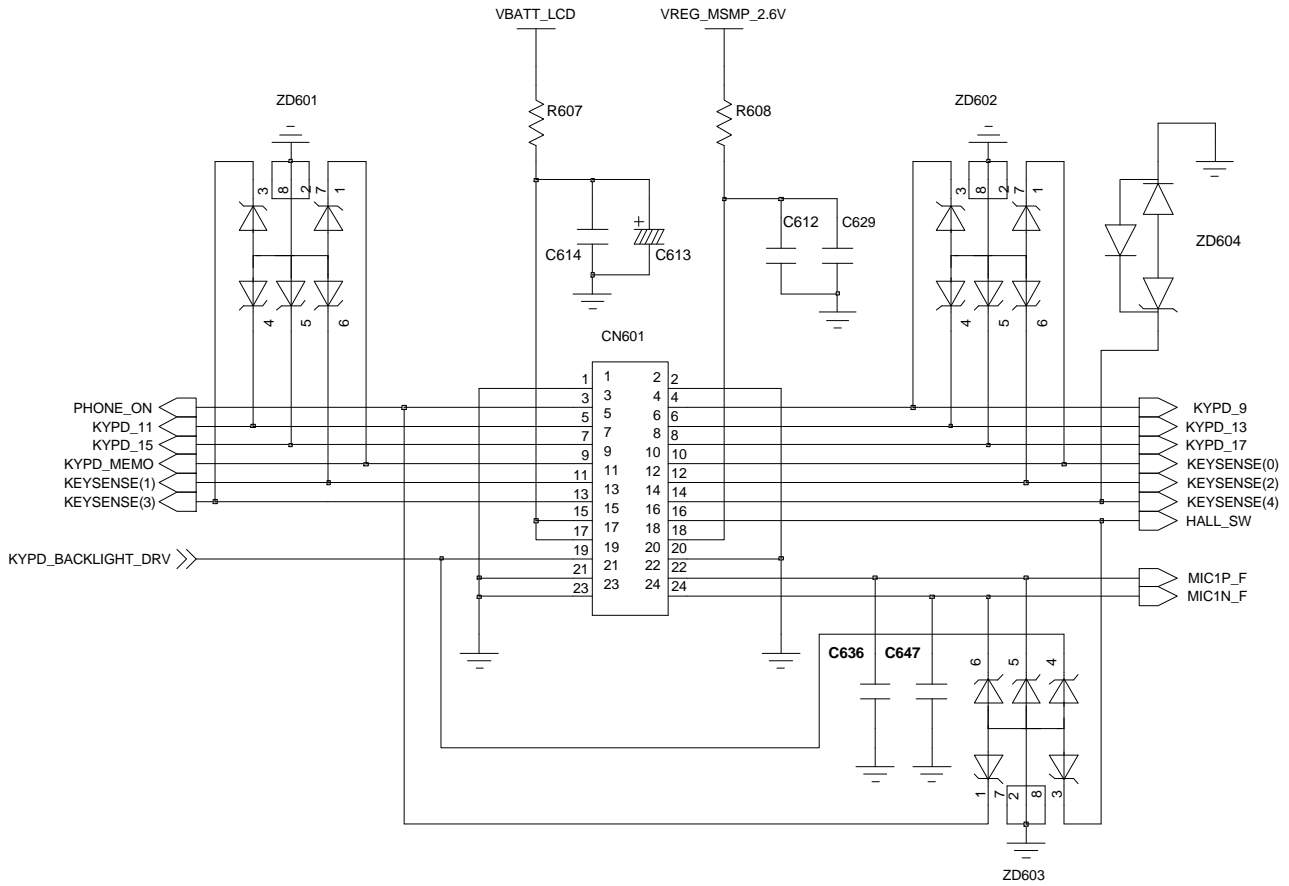 VBATT_LCD
VREG_MSMP_2.6V
ZD601
R607
R608
ZD602
3 8 2 7 1
3 8 2 7 1
C614
C613
C612
C629
ZD604
4 5 6
4 5 6
CN601
1 1 2 2
3 3 4 4
PHONE_ON
5 5 6 6
KYPD_9
KYPD_11
7 7 8 8
KYPD_13
KYPD_15
9 9 10 10
KYPD_17
KYPD_MEMO
11 11 12 12
KEYSENSE(0)
KEYSENSE(1)
13 13 14 14
KEYSENSE(2)
KEYSENSE(3)
15 15 16 16
KEYSENSE(4)
17 17 18 18
HALL_SW
19 19 20 20
KYPD_BACKLIGHT_DRV
21 21 22 22
23 23 24 24
MIC1P_F
MIC1N_F
C636
C647
6 5 4
1 7 2 8 3
ZD603